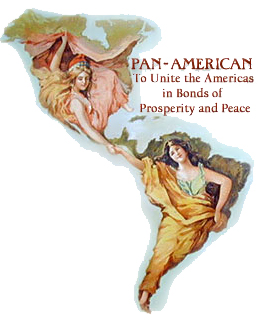 PAN-AMERICAN
To Unite the Americas
in Bonds of
Prosperity and Peace